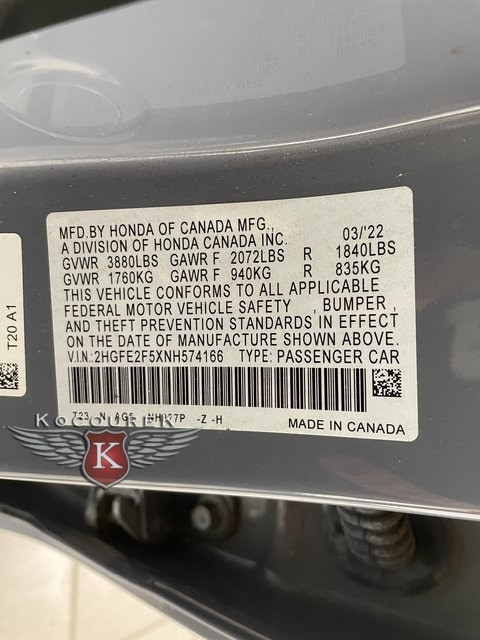 MFD.BY HONDA OF CANADA MFG., 03/'22
A DIVISION OF HONDA CANADA INC.
GVWR 3880LBS GAWR F 2072LBS R 1840LBS
GVWR 1760KG GAWR F 940KG R 835KG
THIS VEHICLE CONFORMS TO ALL APPLICABLE
FEDERAL MOTOR VEHICLE SAFETY , BUMPER ,
AND THEFT PREVENTION STANDARDS IN EFFECT
ON THE DATE OF MANUFACTURE SHOWN ABOVE.
V.I.N.:2HGFE2F5XNH574166 TYPE: PASSENGER CAR
-Z -H
MADE IN CANADA
T20 A1
KOCOUREK
K